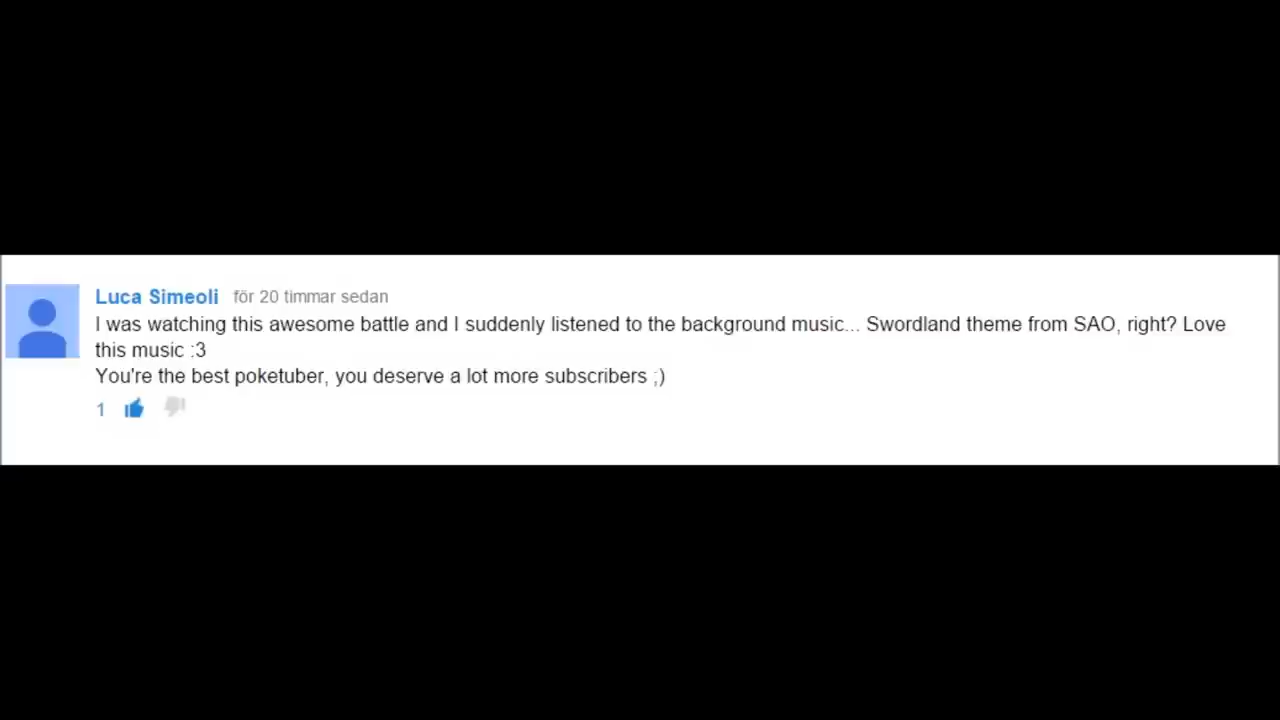 Luca Simeoli för 20 timmar sedan
I was watching this awesome battle and I suddenly listened to the background music... Swordland theme from SAO, right? Love
this music :3
You're the best poketuber, you deserve a lot more subscribers ;)
1